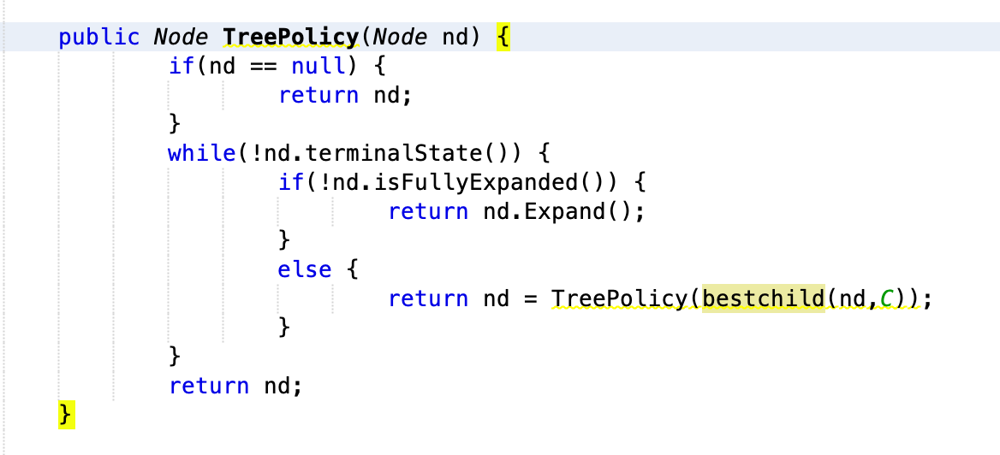 public Node TreePolicy(Node nd) {
if(nd == null) {
return nd;
}
while(!nd.terminalState()) {
if(!nd.isFullyExpanded()) {
return nd.Expand();
}
else {
return nd = TreePolicy(bestchild(nd,C));
}
}
return nd;
}